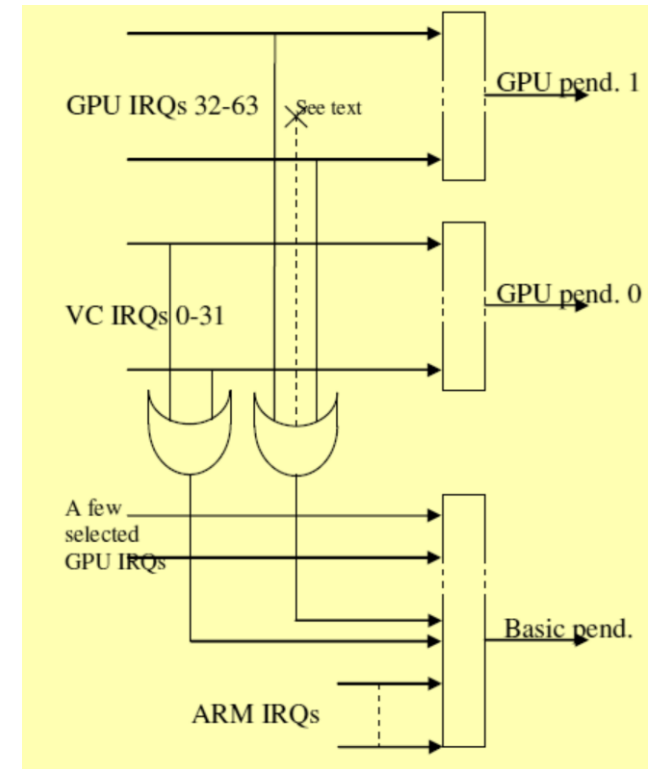 GPU pend. 1
GPU IRQs 32-63
See text
GPU pend. 0
VC IRQs 0-31
A few
selected
GPU IRQs
Basic pend.
ARM IRQs